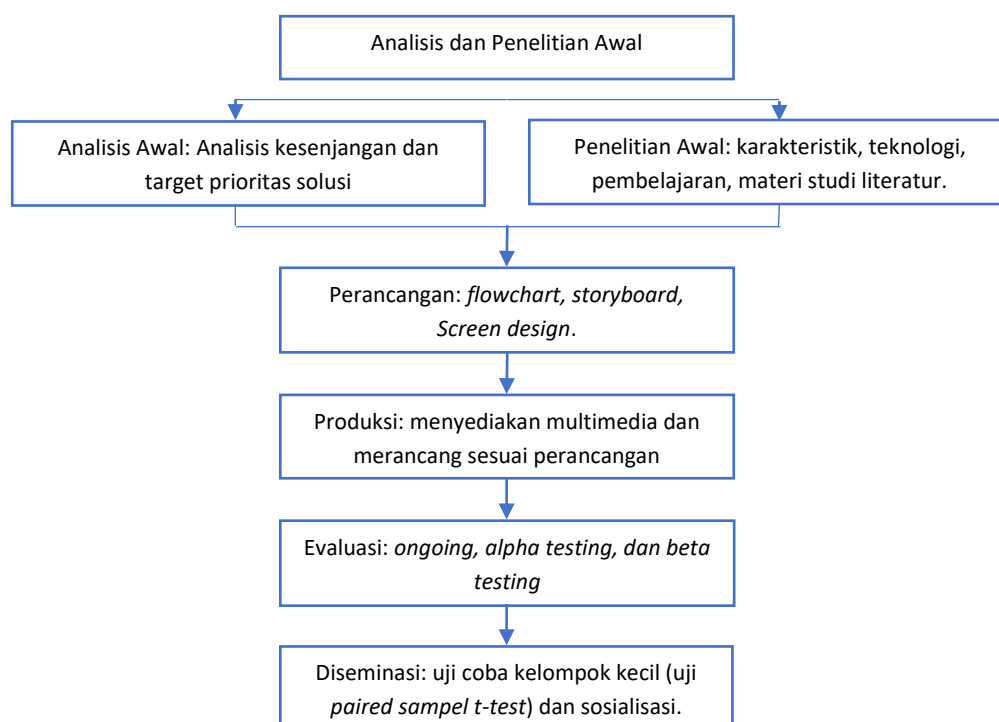 Analisis dan Penelitian Awal
Analisis Awal: Analisis kesenjangan dan
target prioritas solusi
Penelitian Awal: karakteristik, teknologi,
pembelajaran, materi studi literatur.
Perancangan: flowchart, storyboard,
Screen design.
Produksi: menyediakan multimedia dan
merancang sesuai perancangan
Evaluasi: ongoing, alpha testing, dan beta
testing
Diseminasi: uji coba kelompok kecil (uji
paired sampel t-test) dan sosialisasi.